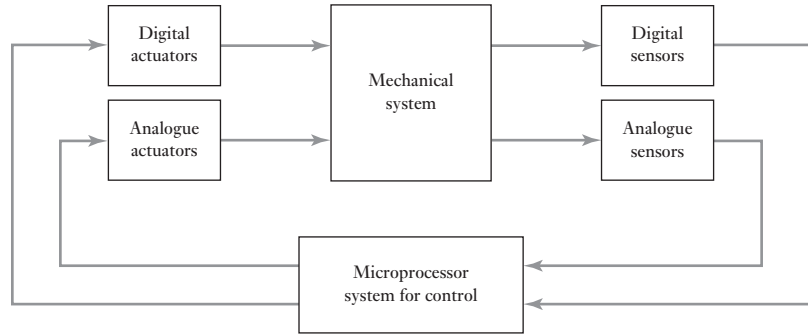 Digital
actuators
Mechanical
system
Digital
sensors
Analogue
actuators
Analogue
sensors
Microprocessor
system for control